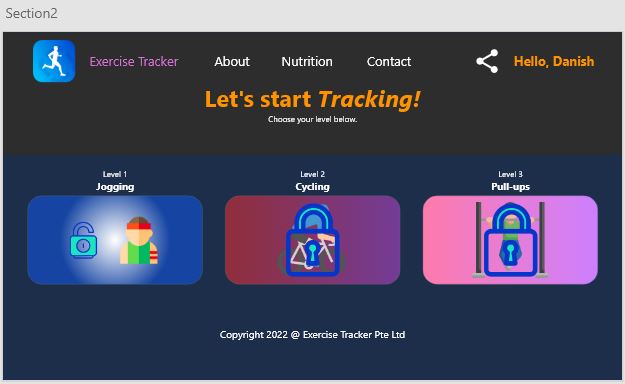 Section2
Exercise Tracker About Nutrition Contact Hello, Danish
Let's start Tracking!
Choose your level below.
Level 1 Level 2 Level 3
Jogging Cycling Pull-ups
Copyright 2022 @ Exercise Tracker Pte Ltd